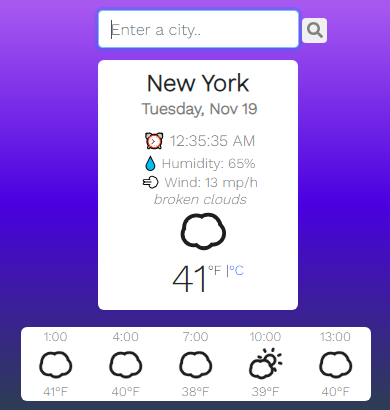 Enter a city..
New York
Tuesday, Nov 19
12:35:35 AM
Humidity: 65%
Wind: 13 mp/h
broken clouds
41°F |°C
1:00 4:00 7:00 10:00 13:00
41°F 40°F 38°F 39°F 40°F